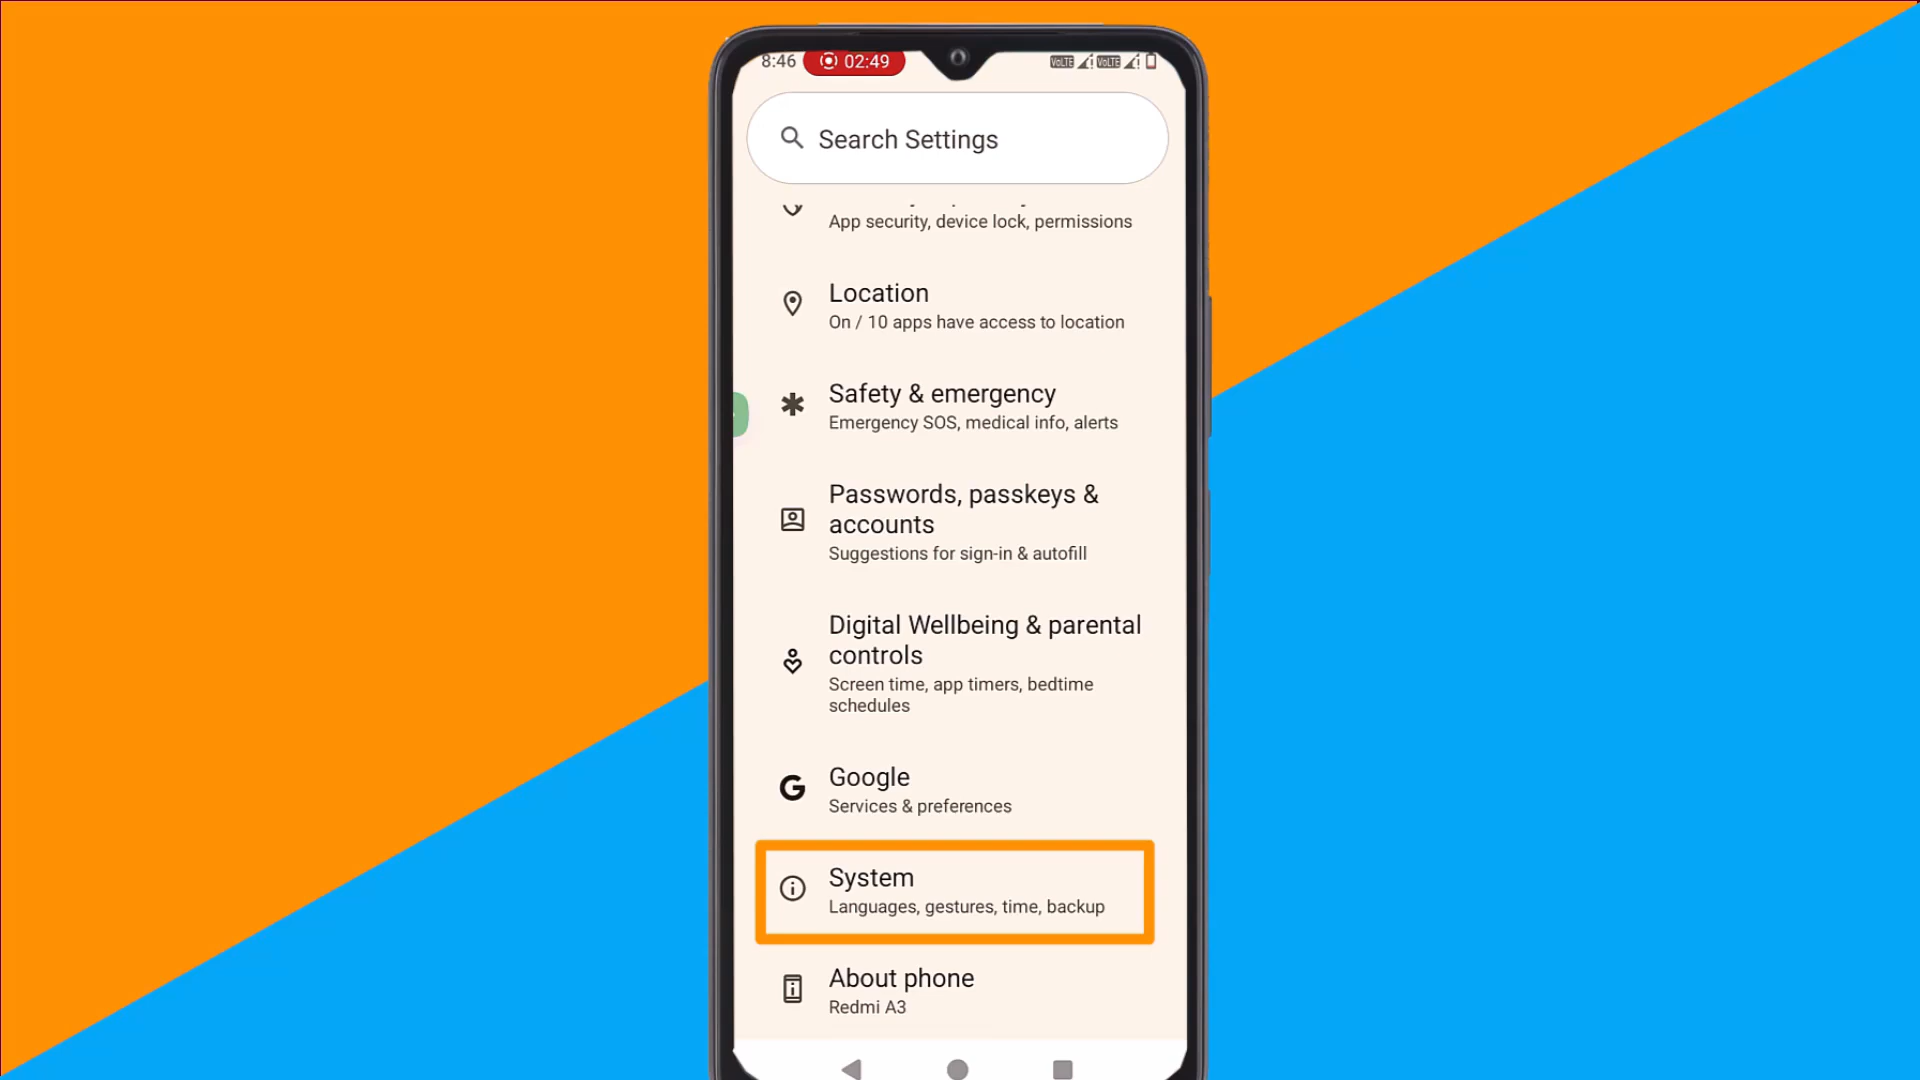 8:46 02:49 VoLTE VoLTE
Search Settings
App security, device lock, permissions
Location
On / 10 apps have access to location
Safety & emergency
Emergency SOS, medical info, alerts
Passwords, passkeys &
accounts
Suggestions for sign-in & autofill
Digital Wellbeing & parental
controls
Screen time, app timers, bedtime
schedules
Google
Services & preferences
System
Languages, gestures, time, backup
About phone
Redmi A3